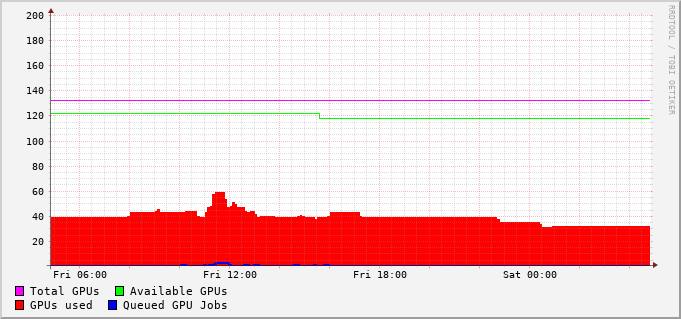 200
180
160
140
120
100
80
60
40
20
Fri 06:00 Fri 12:00 Fri 18:00 Sat 00:00
Total GPUs Available GPUs
GPUs used Queued GPU Jobs
RRDTOOL / TOBI OETIKER